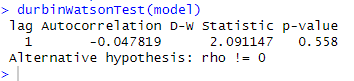 > durbinWatsonTest(model)
lag Autocorrelation D-W Statistic p-value
1 -0.047819 2.091147 0.558
Alternative hypothesis: rho != 0
>